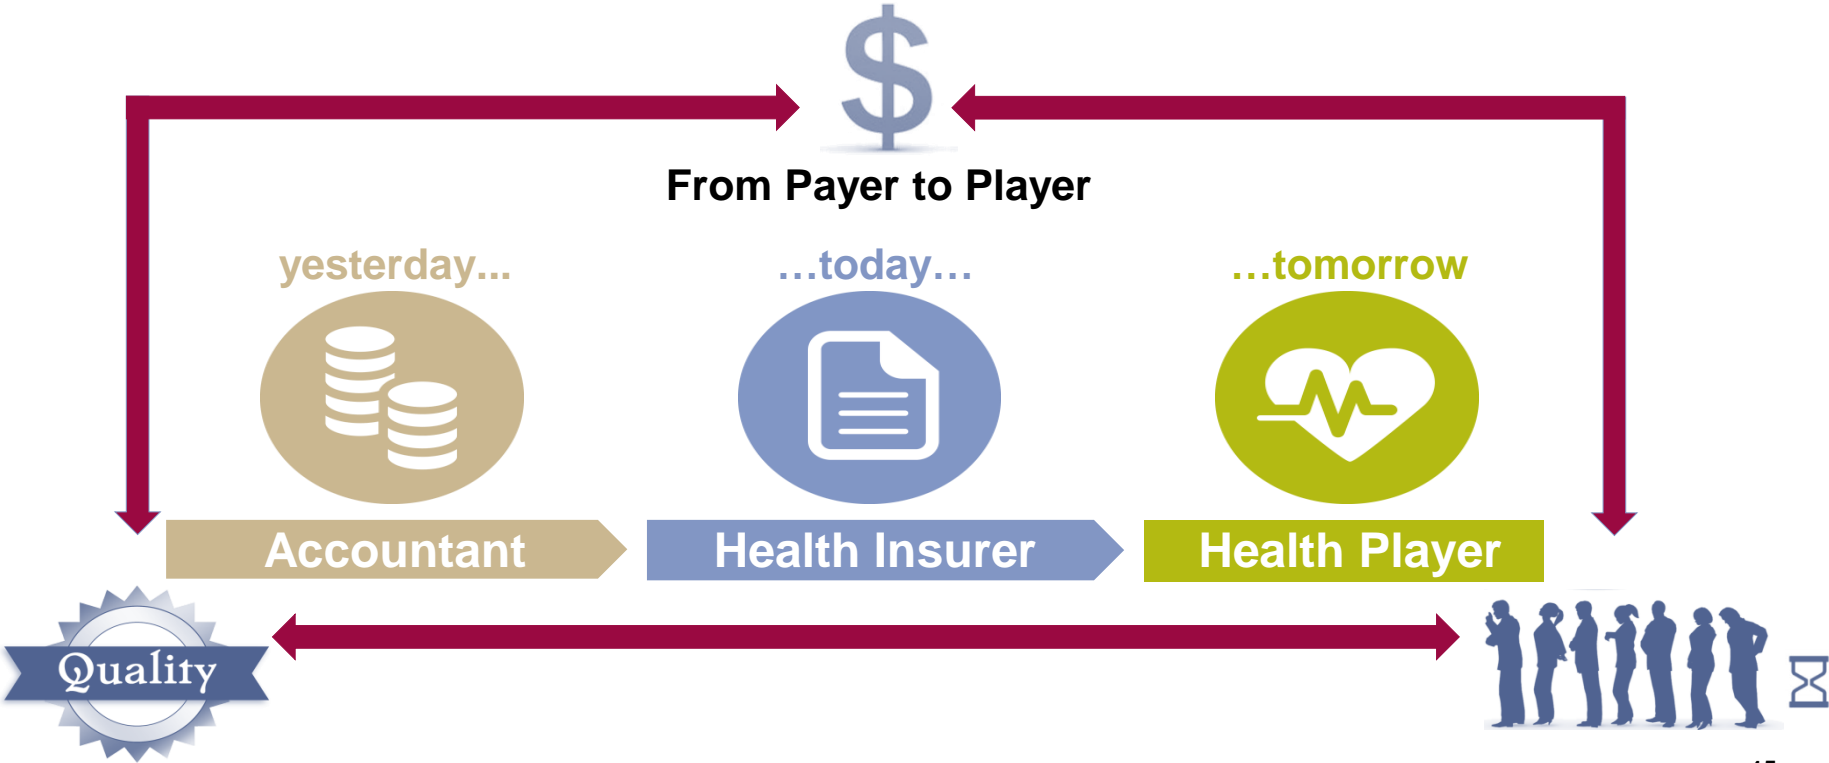 $
From Payer to Player
yesterday...
...today...
...tomorrow
Accountant
Health Insurer
Health Player
Quality